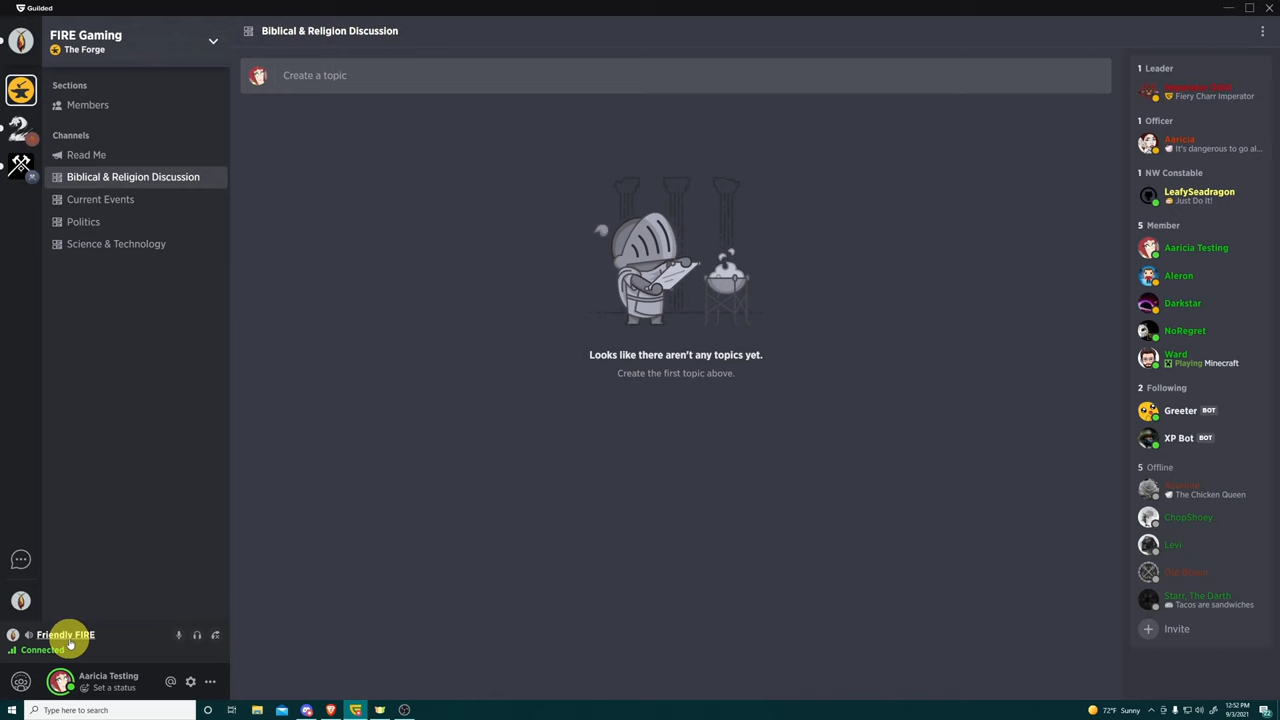 Guilded
FIRE Gaming
The Forge
Sections
Members
Channels
Read Me
Biblical & Religion Discussion
Current Events
Politics
Science & Technology
Friendly FIRE
Connected
Aaricia Testing
Set a status
Biblical & Religion Discussion
Create a topic
Looks like there aren't any topics yet.
Create the first topic above.
1 Leader
Fiery Charr Imperator
1 Officer
Aaricia
It's dangerous to go al...
1 NW Constable
LeafySeadragon
Just Do It!
5 Member
Aaricia Testing
Aleron
Darkstar
NoRegret
Ward
Playing Minecraft
2 Following
Greeter BOT
XP Bot BOT
5 Offline
The Chicken Queen
ChopShoey
Levi
Starr, The Darth
Tacos are sandwiches
Invite
Type here to search
72°F Sunny
12:52 PM
9/3/2021